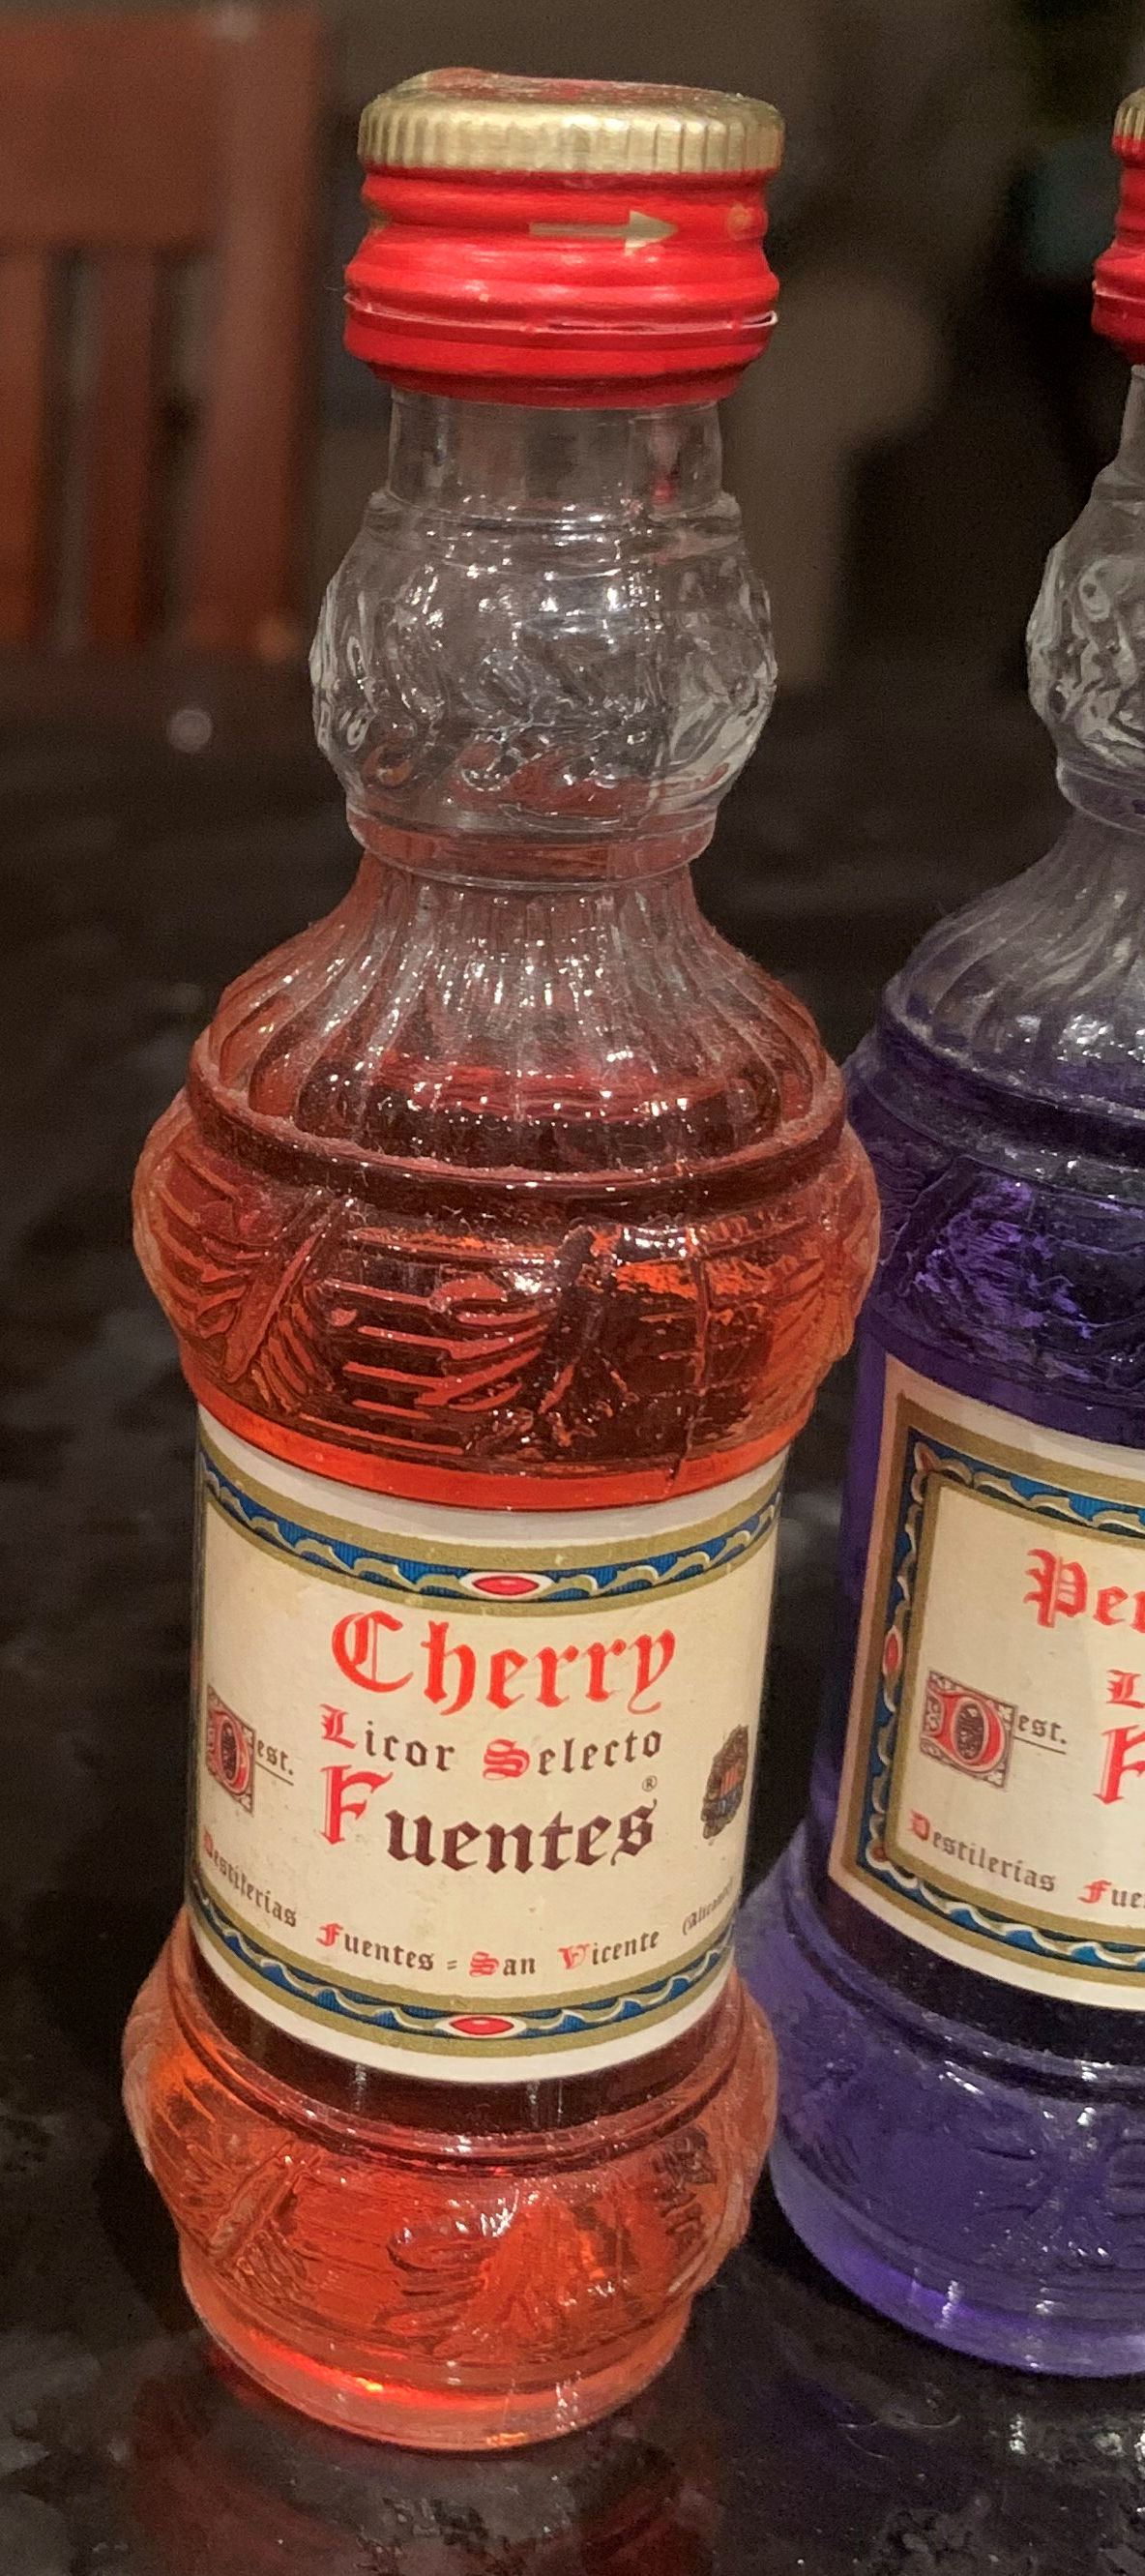 Cherry
Licor Selecto
Dest. Fuentes®
Destilerías Fuentes = San Vicente
Dest.
Destilerías